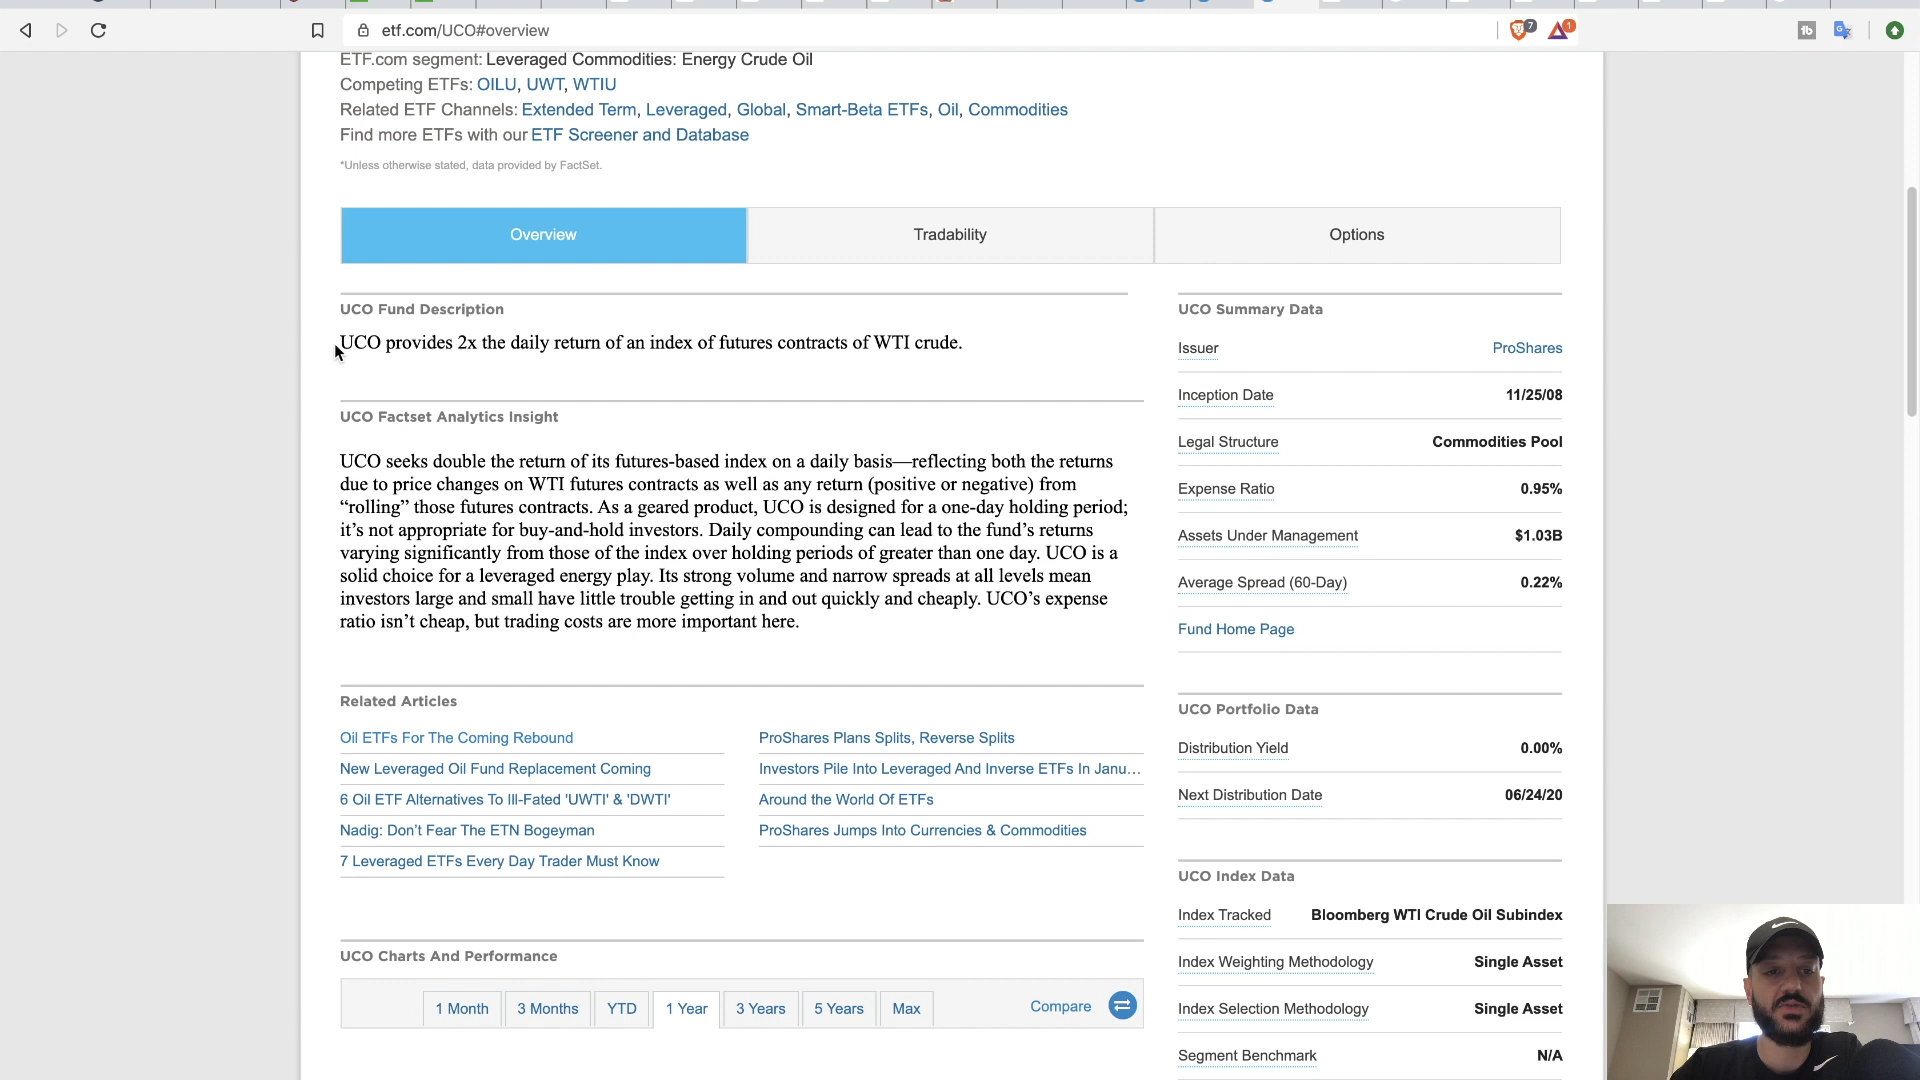 etf.com/UCO#overview
7
1
ETF.com segment: Leveraged Commodities: Energy Crude Oil
Competing ETFs: OILU, UWT, WTIU
Related ETF Channels: Extended Term, Leveraged, Global, Smart-Beta ETFs, Oil, Commodities
Find more ETFs with our ETF Screener and Database
*Unless otherwise stated, data provided by FactSet.
Overview
Tradability
Options
UCO Fund Description
UCO provides 2x the daily return of an index of futures contracts of WTI crude.
UCO Factset Analytics Insight
UCO seeks double the return of its futures-based index on a daily basis—reflecting both the returns
due to price changes on WTI futures contracts as well as any return (positive or negative) from
“rolling” those futures contracts. As a geared product, UCO is designed for a one-day holding period;
it’s not appropriate for buy-and-hold investors. Daily compounding can lead to the fund’s returns
varying significantly from those of the index over holding periods of greater than one day. UCO is a
solid choice for a leveraged energy play. Its strong volume and narrow spreads at all levels mean
investors large and small have little trouble getting in and out quickly and cheaply. UCO’s expense
ratio isn’t cheap, but trading costs are more important here.
Related Articles
Oil ETFs For The Coming Rebound
New Leveraged Oil Fund Replacement Coming
6 Oil ETF Alternatives To Ill-Fated 'UWTI' & 'DWTI'
Nadig: Don’t Fear The ETN Bogeyman
7 Leveraged ETFs Every Day Trader Must Know
ProShares Plans Splits, Reverse Splits
Investors Pile Into Leveraged And Inverse ETFs In Janu…
Around the World Of ETFs
ProShares Jumps Into Currencies & Commodities
UCO Charts And Performance
1 Month
3 Months
YTD
1 Year
3 Years
5 Years
Max
Compare
UCO Summary Data
Issuer ProShares
Inception Date 11/25/08
Legal Structure Commodities Pool
Expense Ratio 0.95%
Assets Under Management $1.03B
Average Spread (60-Day) 0.22%
Fund Home Page
UCO Portfolio Data
Distribution Yield 0.00%
Next Distribution Date 06/24/20
UCO Index Data
Index Tracked Bloomberg WTI Crude Oil Subindex
Index Weighting Methodology Single Asset
Index Selection Methodology Single Asset
Segment Benchmark N/A